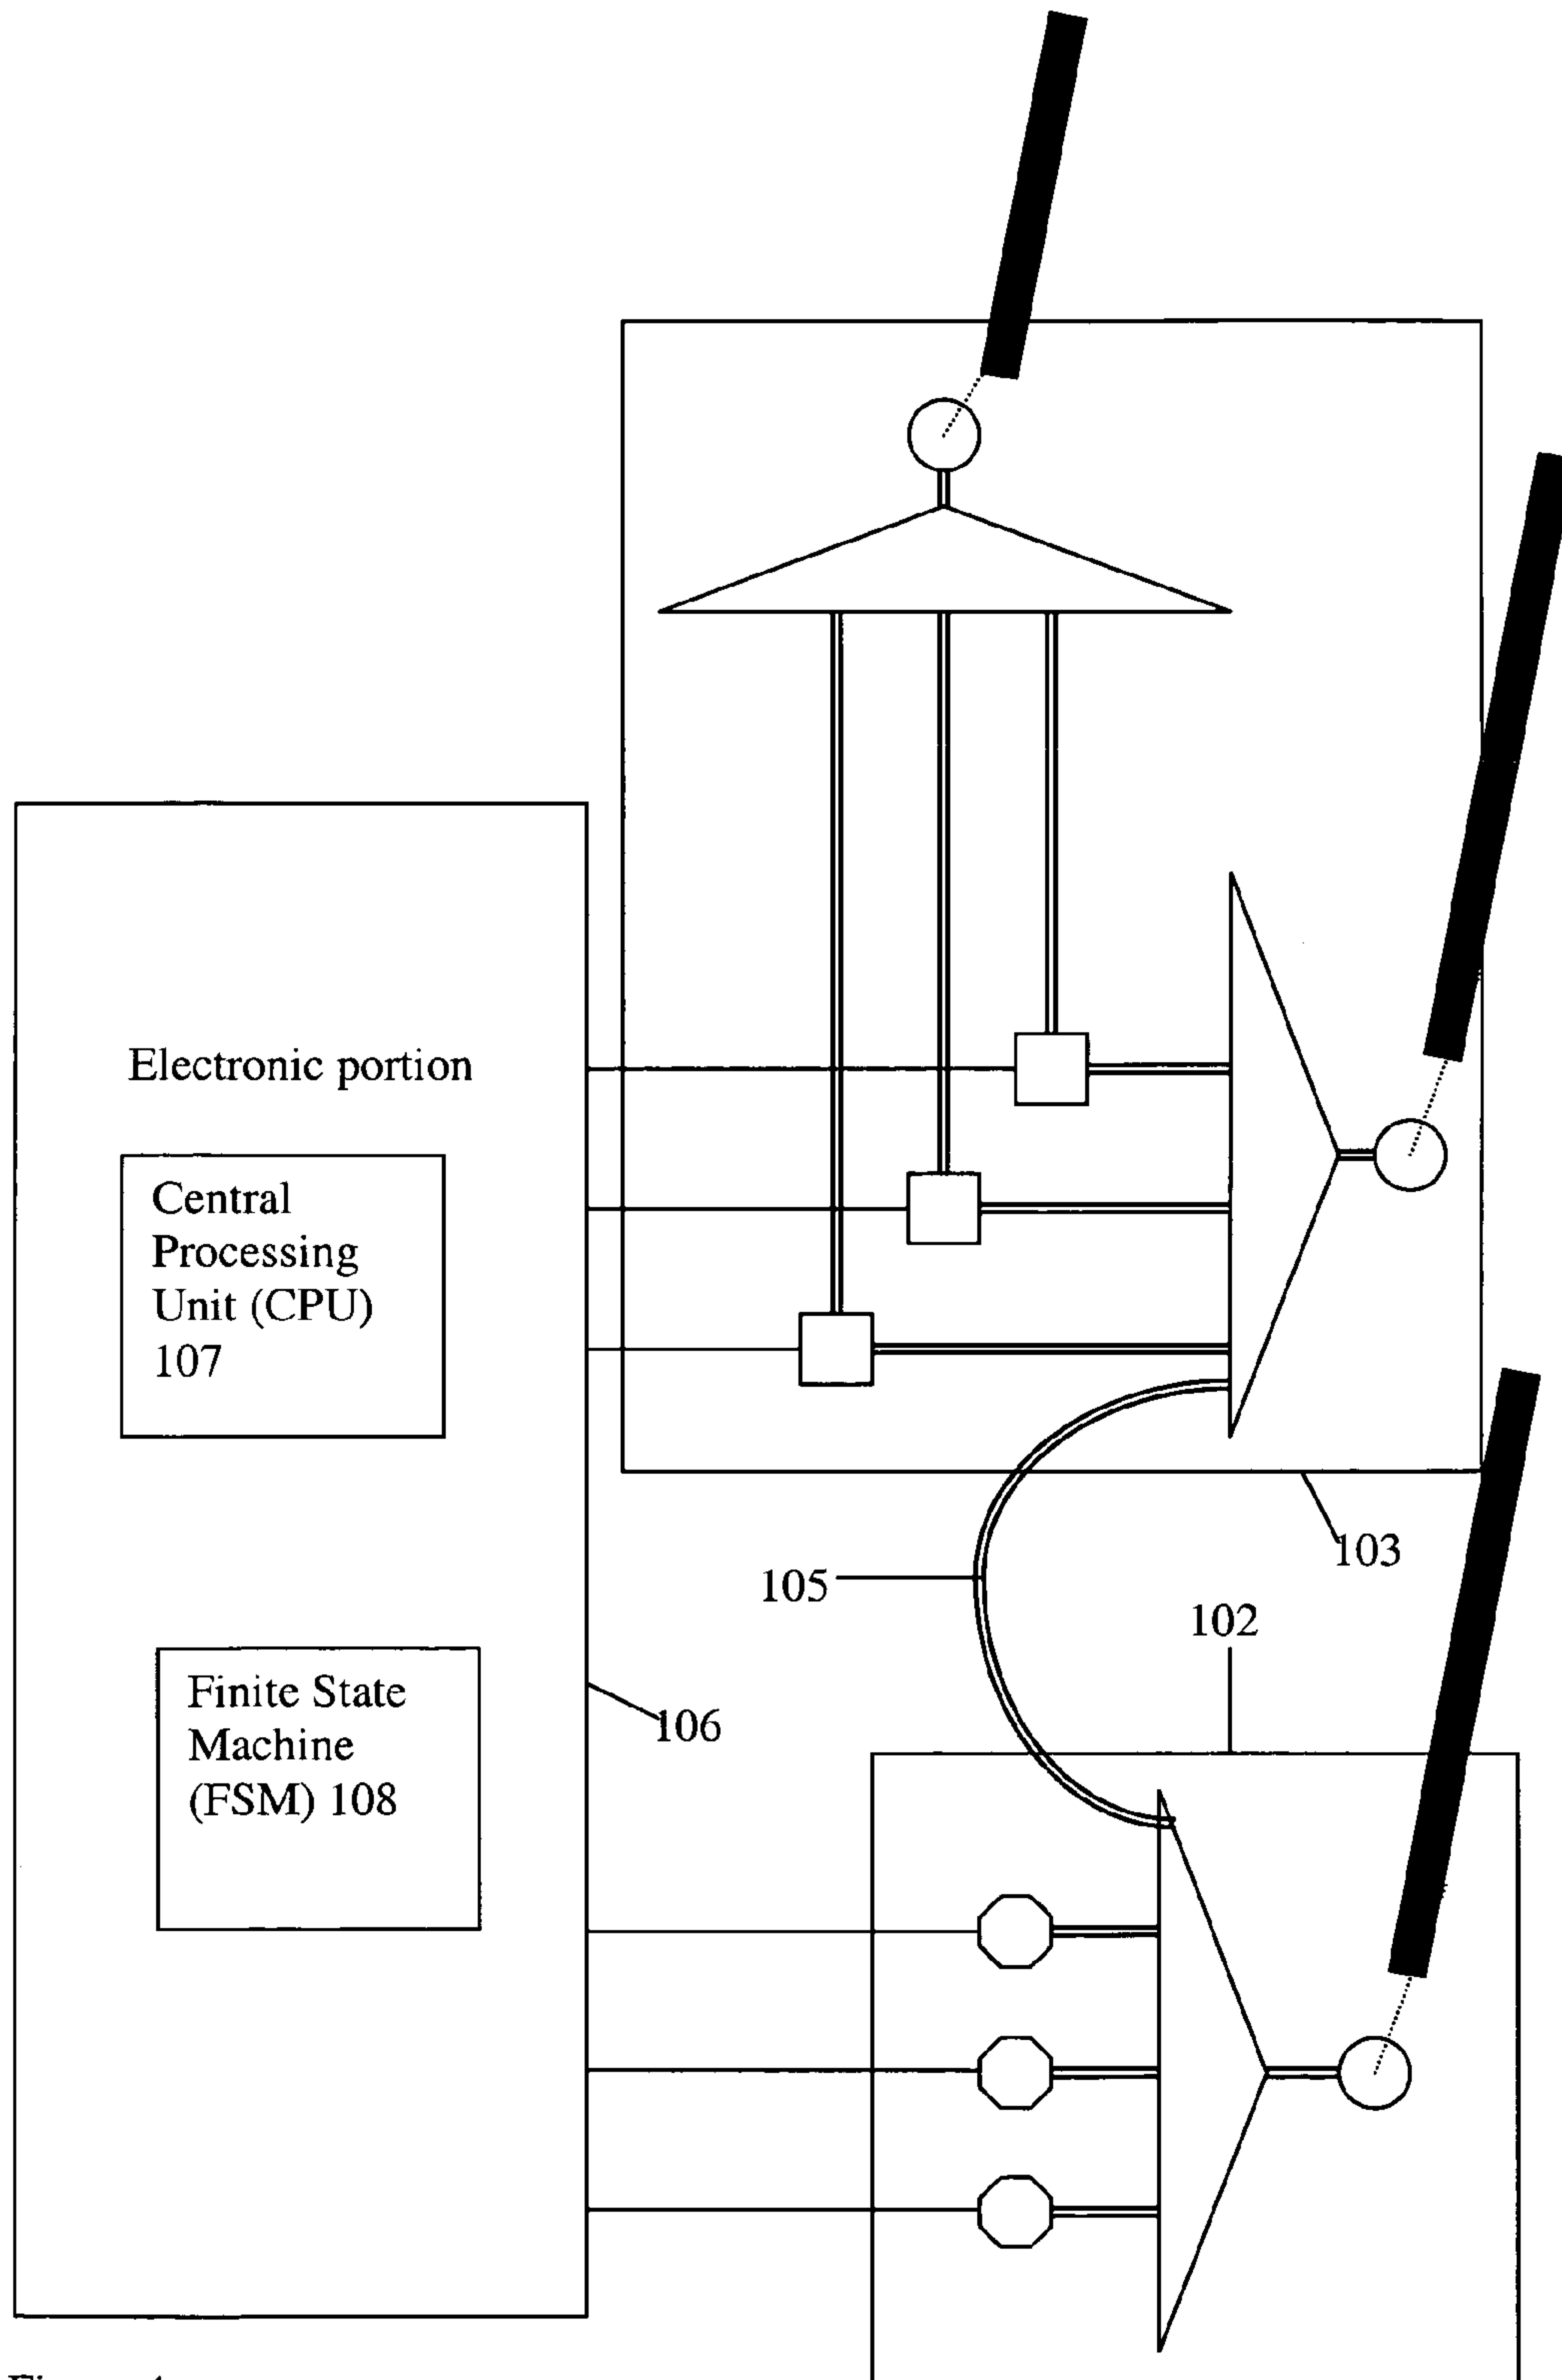 Electronic portion
Central
Processing
Unit (CPU)
107
103
105
102
Finite State
Machine
(FSM) 108
106